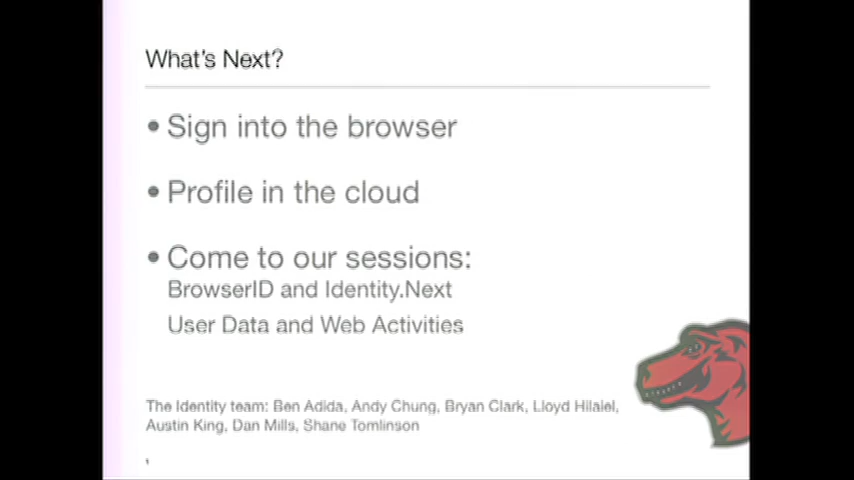 What's Next?
• Sign into the browser
• Profile in the cloud
• Come to our sessions:
BrowserID and Identity.Next
User Data and Web Activities
The Identity team: Ben Adida, Andy Chung, Bryan Clark, Lloyd Hilaiel,
Austin King, Dan Mills, Shane Tomlinson